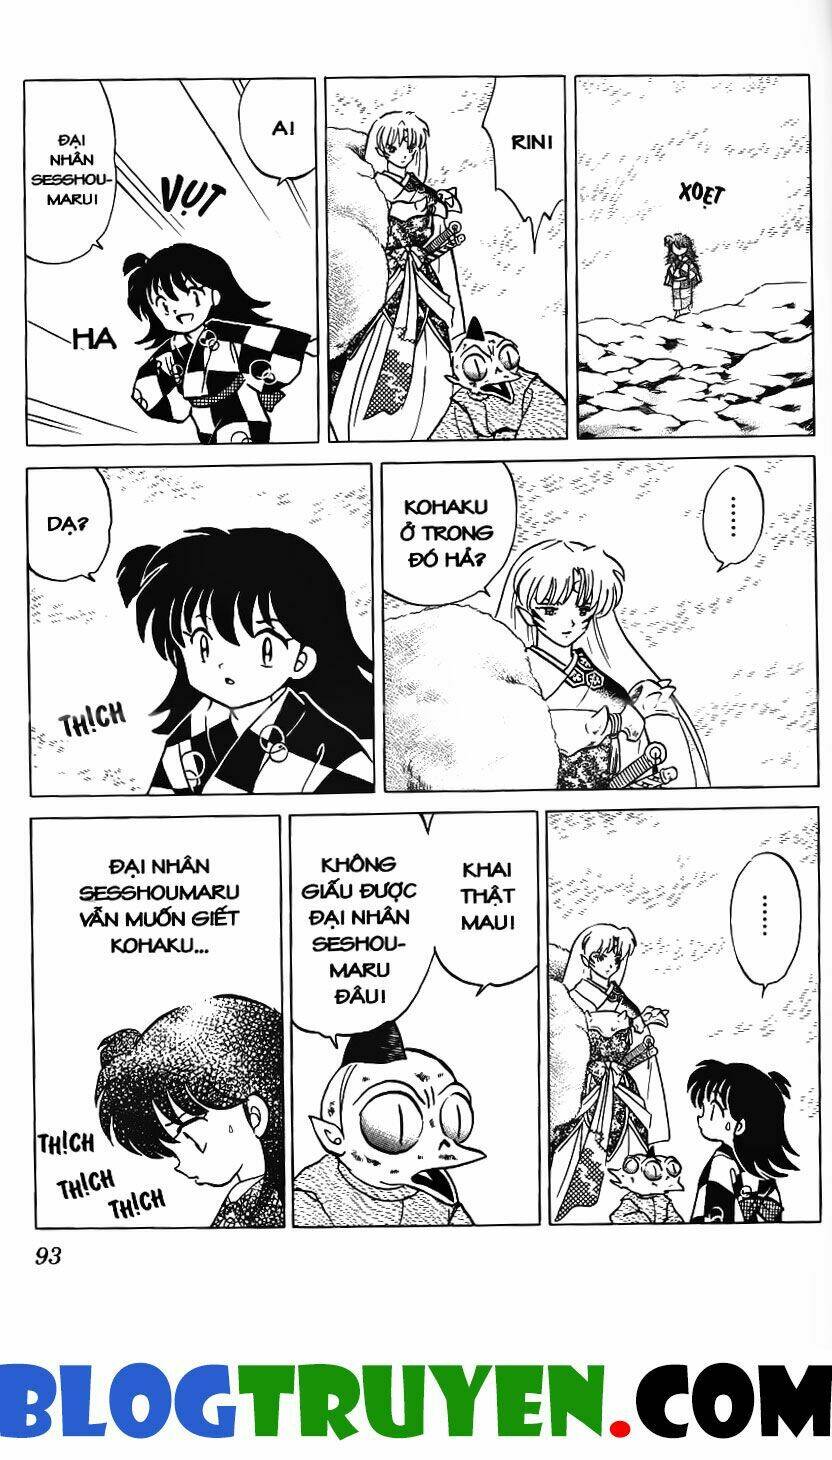 XOẸT
RIN!
A!
ĐẠI
NHÂN
SESSHOU-
MARU!
VỤT
HA
KOHAKU
Ở TRONG
ĐÓ HẢ?
DẠ?
THỊCH
KHAI
THẬT
MAU!
KHÔNG
GIẤU ĐƯỢC
ĐẠI NHÂN
SESHOU-
MARU
ĐÂU!
ĐẠI NHÂN
SESSHOUMARU
VẪN MUỐN GIẾT
KOHAKU...
THỊCH
THỊCH
THỊCH
93
BLOGTRUYEN.COM